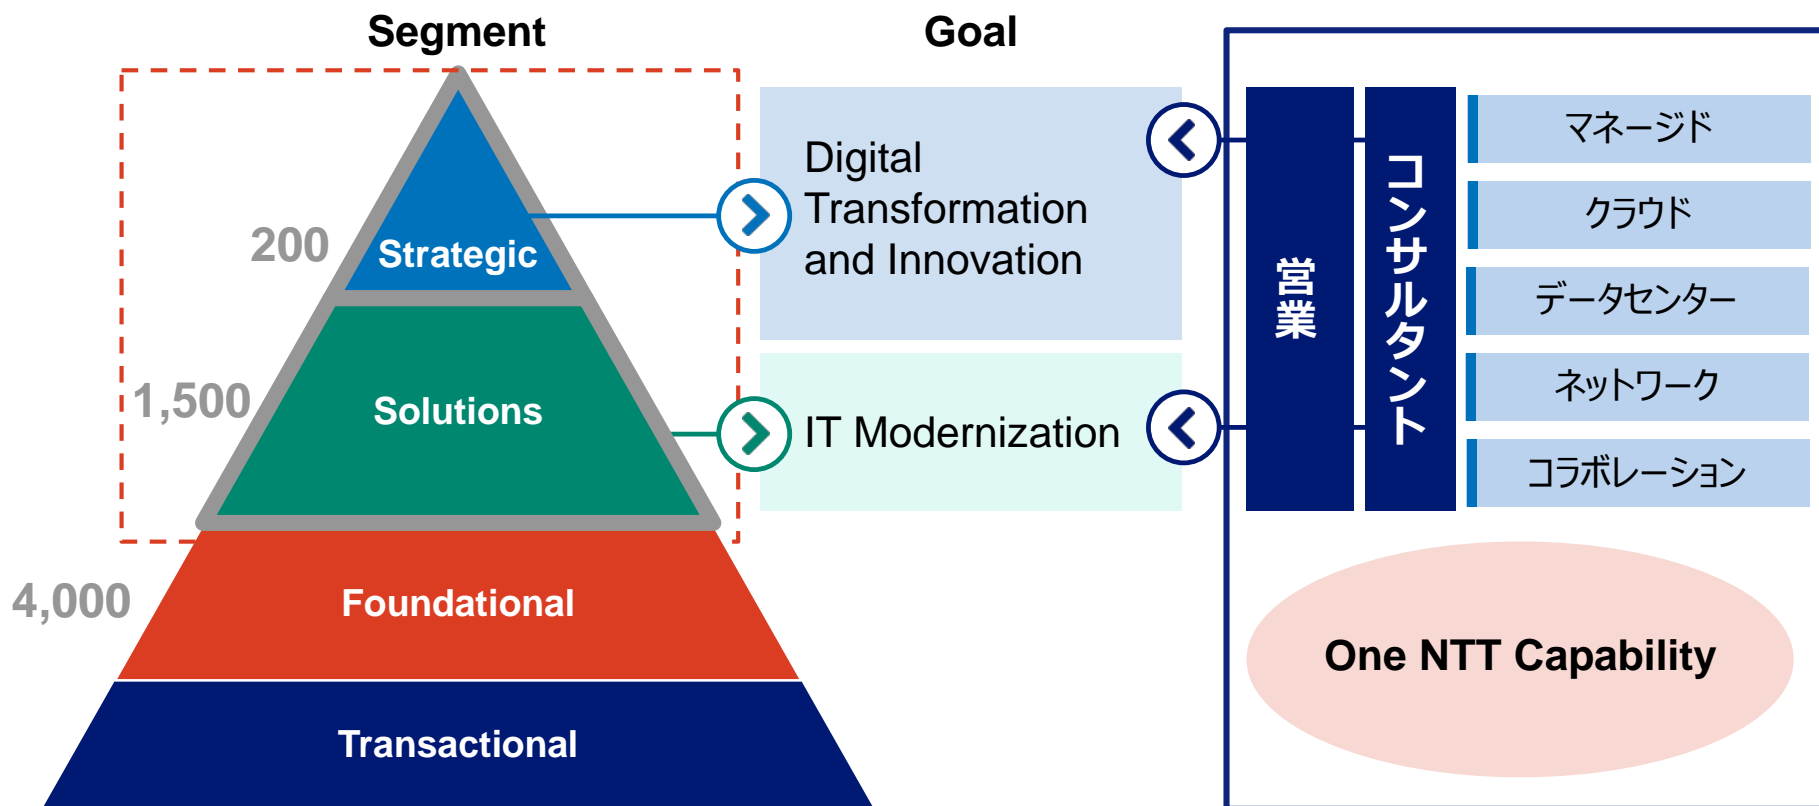 Segment
Goal
200
Strategic
1,500
Solutions
4,000
Foundational
Transactional
Digital
Transformation
and Innovation
IT Modernization
営業
コンサルタント
マネージド
クラウド
データセンター
ネットワーク
コラボレーション
One NTT Capability